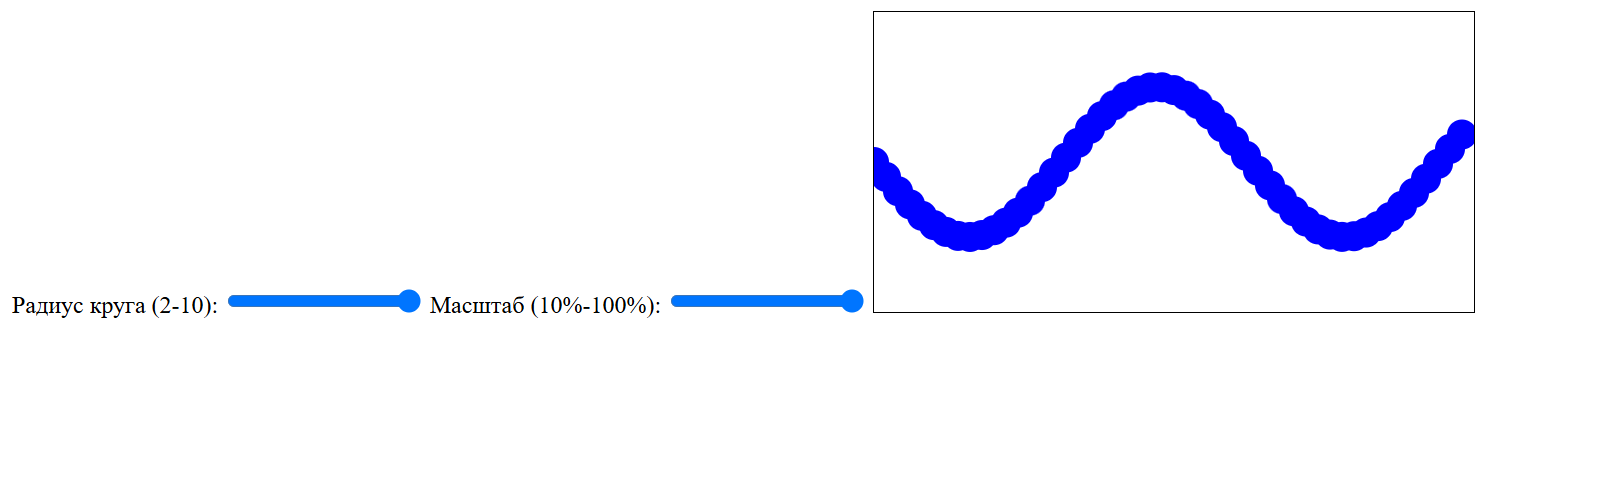 Радиус круга (2-10): Масштаб (10%-100%):